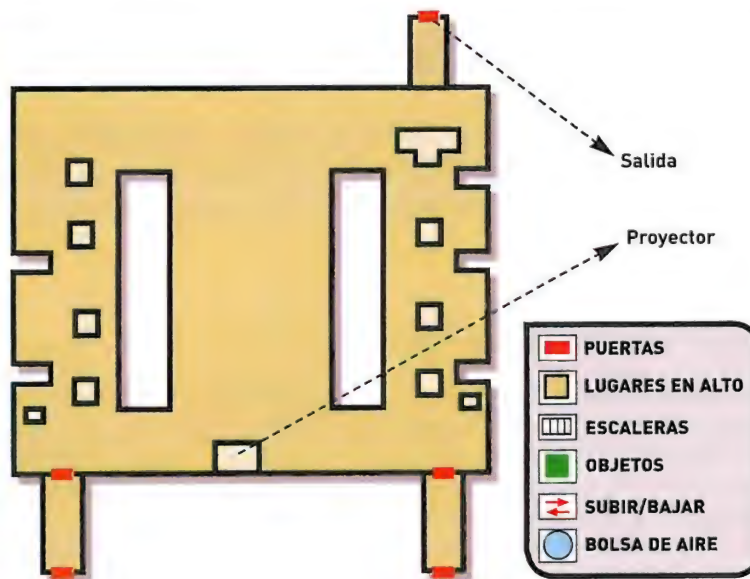 Salida
Proyector
PUERTAS
LUGARES EN ALTO
ESCALERAS
OBJETOS
SUBIR/BAJAR
BOLSA DE AIRE